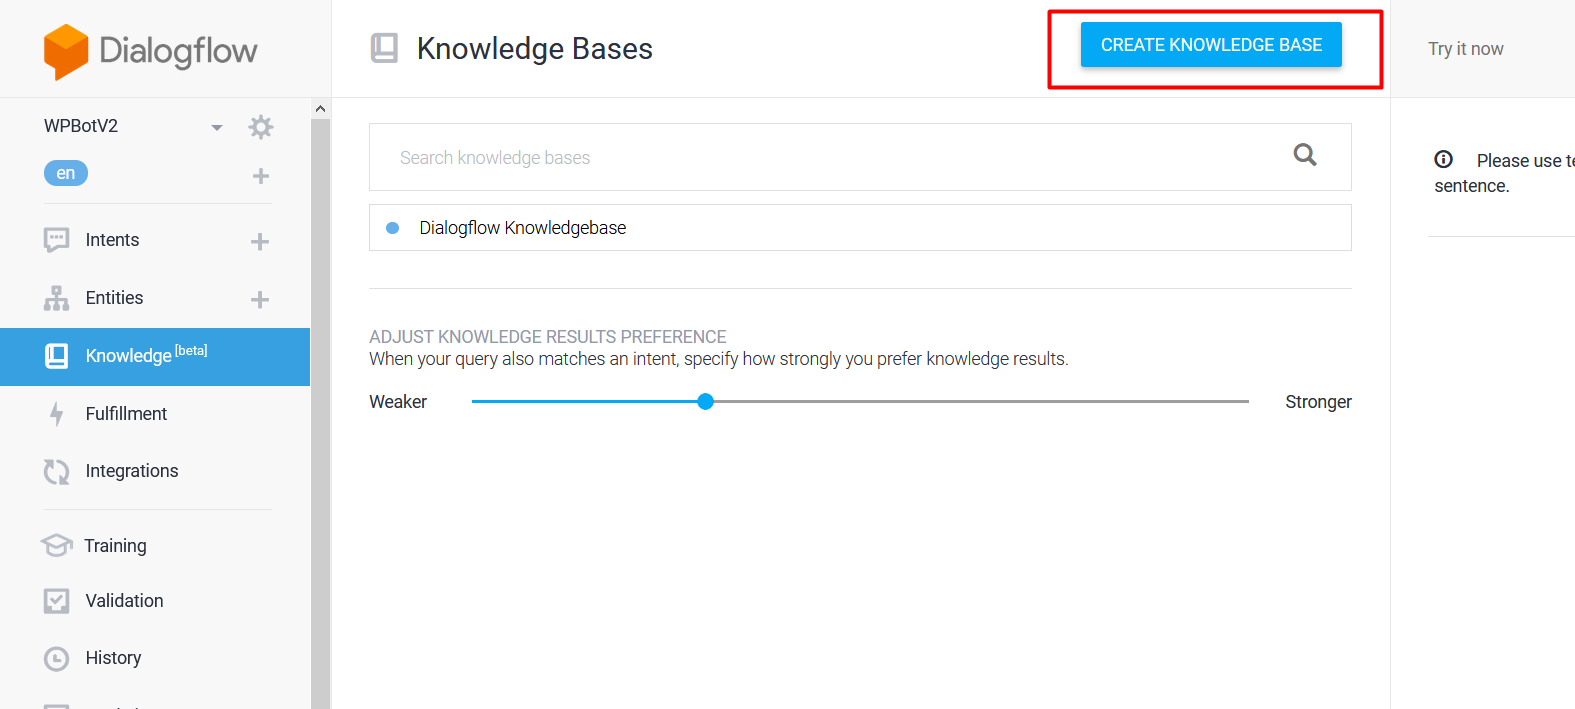 Dialogflow
WPBotV2
en
Intents
Entities
Knowledge [beta]
Fulfillment
Integrations
Training
Validation
History
Knowledge Bases
CREATE KNOWLEDGE BASE
Search knowledge bases
Dialogflow Knowledgebase
ADJUST KNOWLEDGE RESULTS PREFERENCE
When your query also matches an intent, specify how strongly you prefer knowledge results.
Weaker
Stronger
Try it now
Please use
sentence.